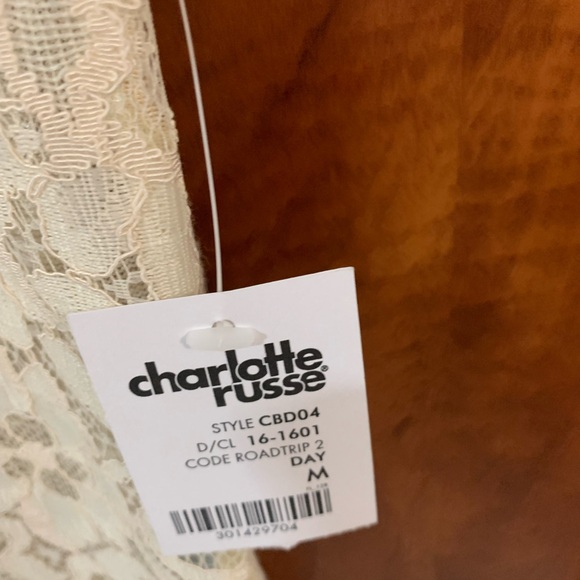 charlotte
russe®
STYLE CBD04
D/CL 16-1601
CODE ROADTRIP 2
DAY
M
301429704